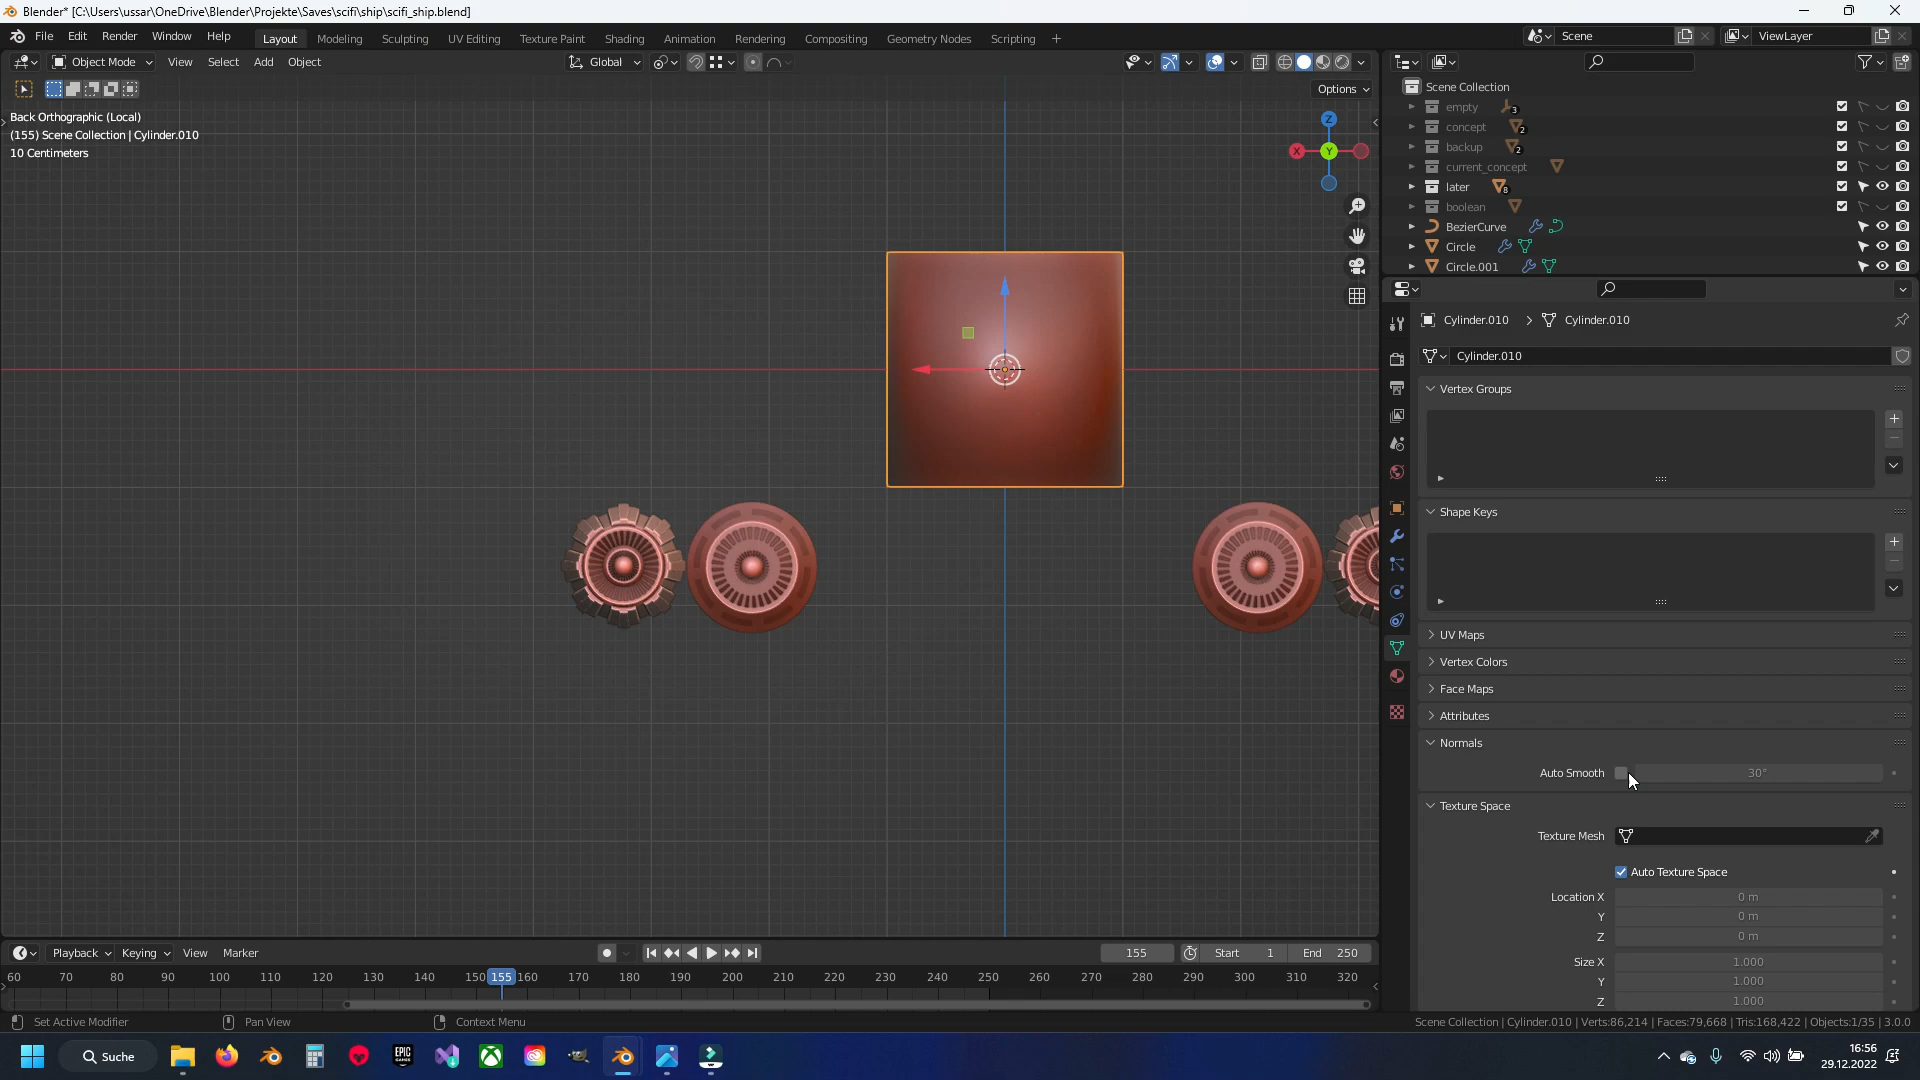 Blender* [C:\Users\ussar\OneDrive\Blender\Projekte\Saves\scifi\ship\scifi_ship.blend]
File Edit Render Window Help Layout Modeling Sculpting UV Editing Texture Paint Shading Animation Rendering Compositing Geometry Nodes Scripting + Scene ViewLayer
Object Mode View Select Add Object Global
Options
Back Orthographic (Local)
(155) Scene Collection | Cylinder.010
10 Centimeters
Z
X Y
Scene Collection
empty 3
concept 2
backup 2
current_concept
later 8
boolean
BezierCurve
Circle
Circle.001
Cylinder.010 > Cylinder.010
Cylinder.010
Vertex Groups
Shape Keys
UV Maps
Vertex Colors
Face Maps
Attributes
Normals
Auto Smooth 30°
Texture Space
Texture Mesh
Auto Texture Space
Location X 0 m
Y 0 m
Z 0 m
Size X 1.000
Y 1.000
Z 1.000
Playback Keying View Marker 155 Start 1 End 250
60 70 80 90 100 110 120 130 140 150 155 160 170 180 190 200 210 220 230 240 250 260 270 280 290 300 310 320
Set Active Modifier Pan View Context Menu Scene Collection | Cylinder.010 | Verts:86,214 | Faces:79,668 | Tris:168,422 | Objects:1/35 | 3.0.0
Suche EPIC GAMES 16:56
29.12.2022